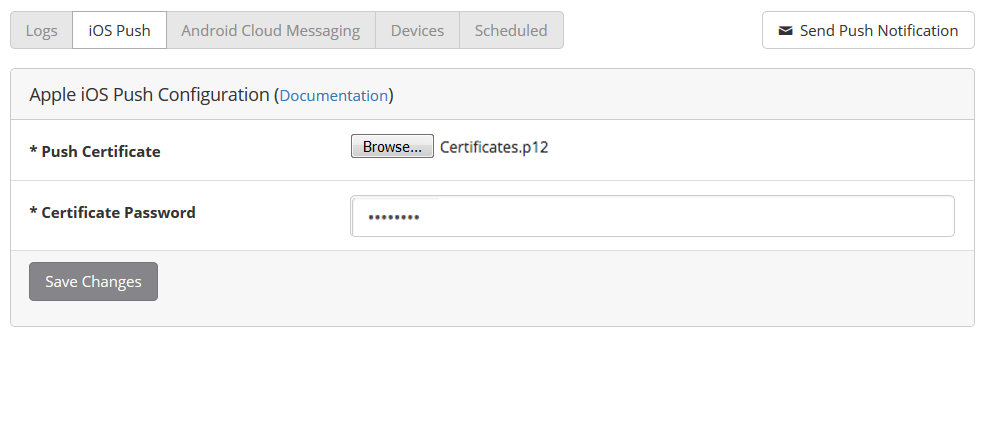 Logs iOS Push Android Cloud Messaging Devices Scheduled Send Push Notification
Apple iOS Push Configuration (Documentation)
* Push Certificate Browse... Certificates.p12
* Certificate Password ••••••••
Save Changes